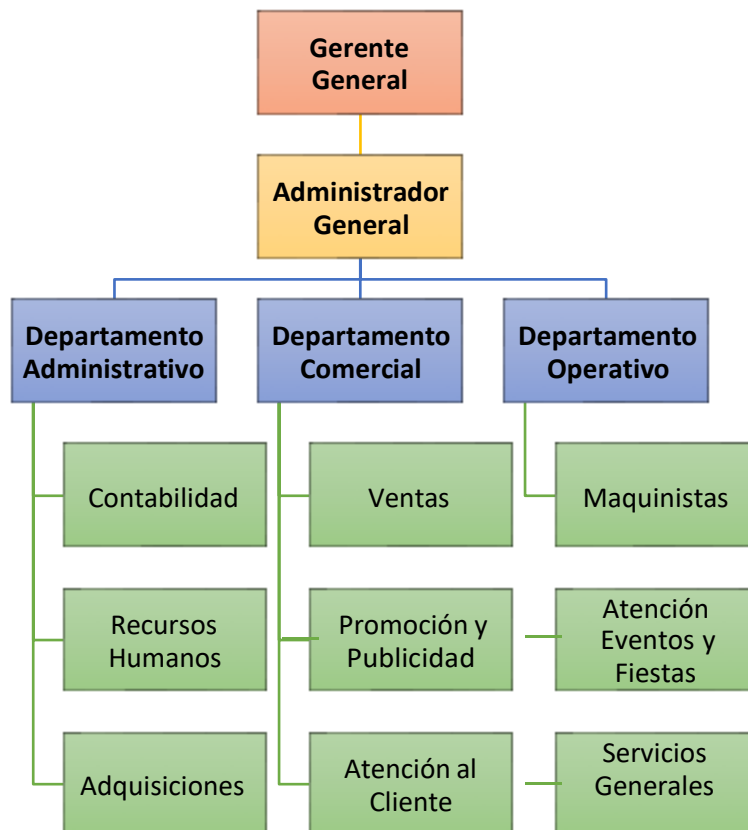 Gerente
General
Administrador
General
Departamento
Administrativo
Departamento
Comercial
Departamento
Operativo
Contabilidad
Ventas
Maquinistas
Recursos
Humanos
Promoción y
Publicidad
Atención
Eventos y
Fiestas
Adquisiciones
Atención al
Cliente
Servicios
Generales